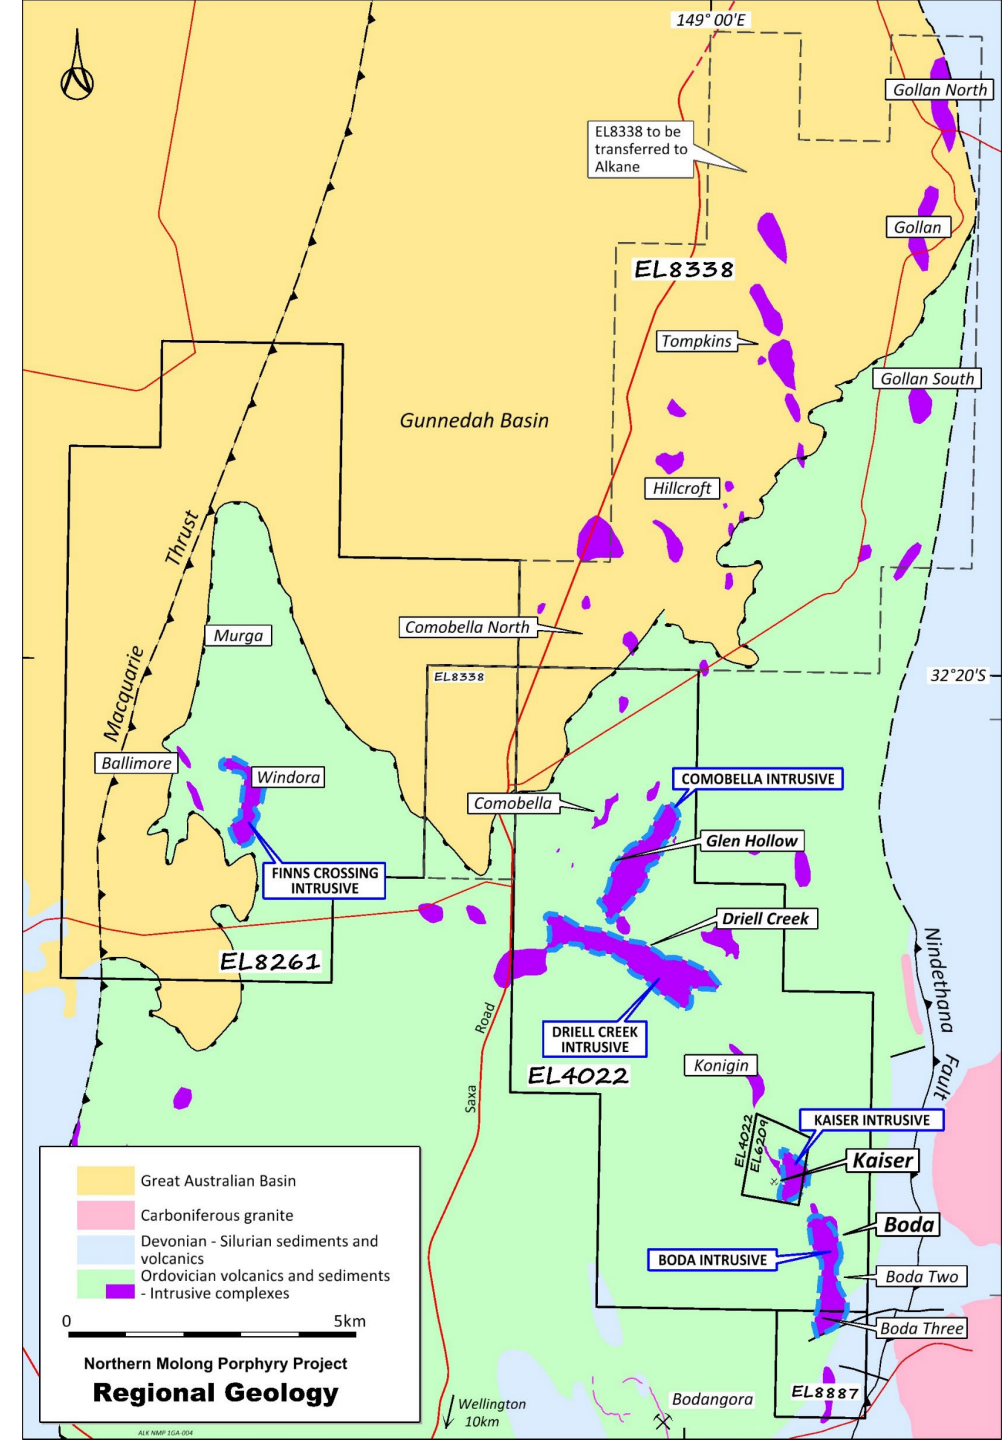 149° 00'E
Gollan North
EL8338 to be
transferred to
Alkane
Gollan
EL8338
Tompkins
Gollan South
Gunnedah Basin
Hillcroft
Thrust
Macquarie
Murga
Comobella North
EL8338
32°20'S
Ballimore
Windora
COMOBELLA INTRUSIVE
Comobella
Glen Hollow
FINNS CROSSING
INTRUSIVE
Driell Creek
EL8261
Nindethana
Fault
Road
Saxa
DRIELL CREEK
INTRUSIVE
EL4022
Konigin
KAISER INTRUSIVE
EL4022
EL6209
Kaiser
Boda
BODA INTRUSIVE
Boda Two
Boda Three
EL8887
Bodangora
Wellington
10km
Great Australian Basin
Carboniferous granite
Devonian - Silurian sediments and
volcanics
Ordovician volcanics and sediments
- Intrusive complexes
0 5km
Northern Molong Porphyry Project
Regional Geology
ALK NMP 1GA-004